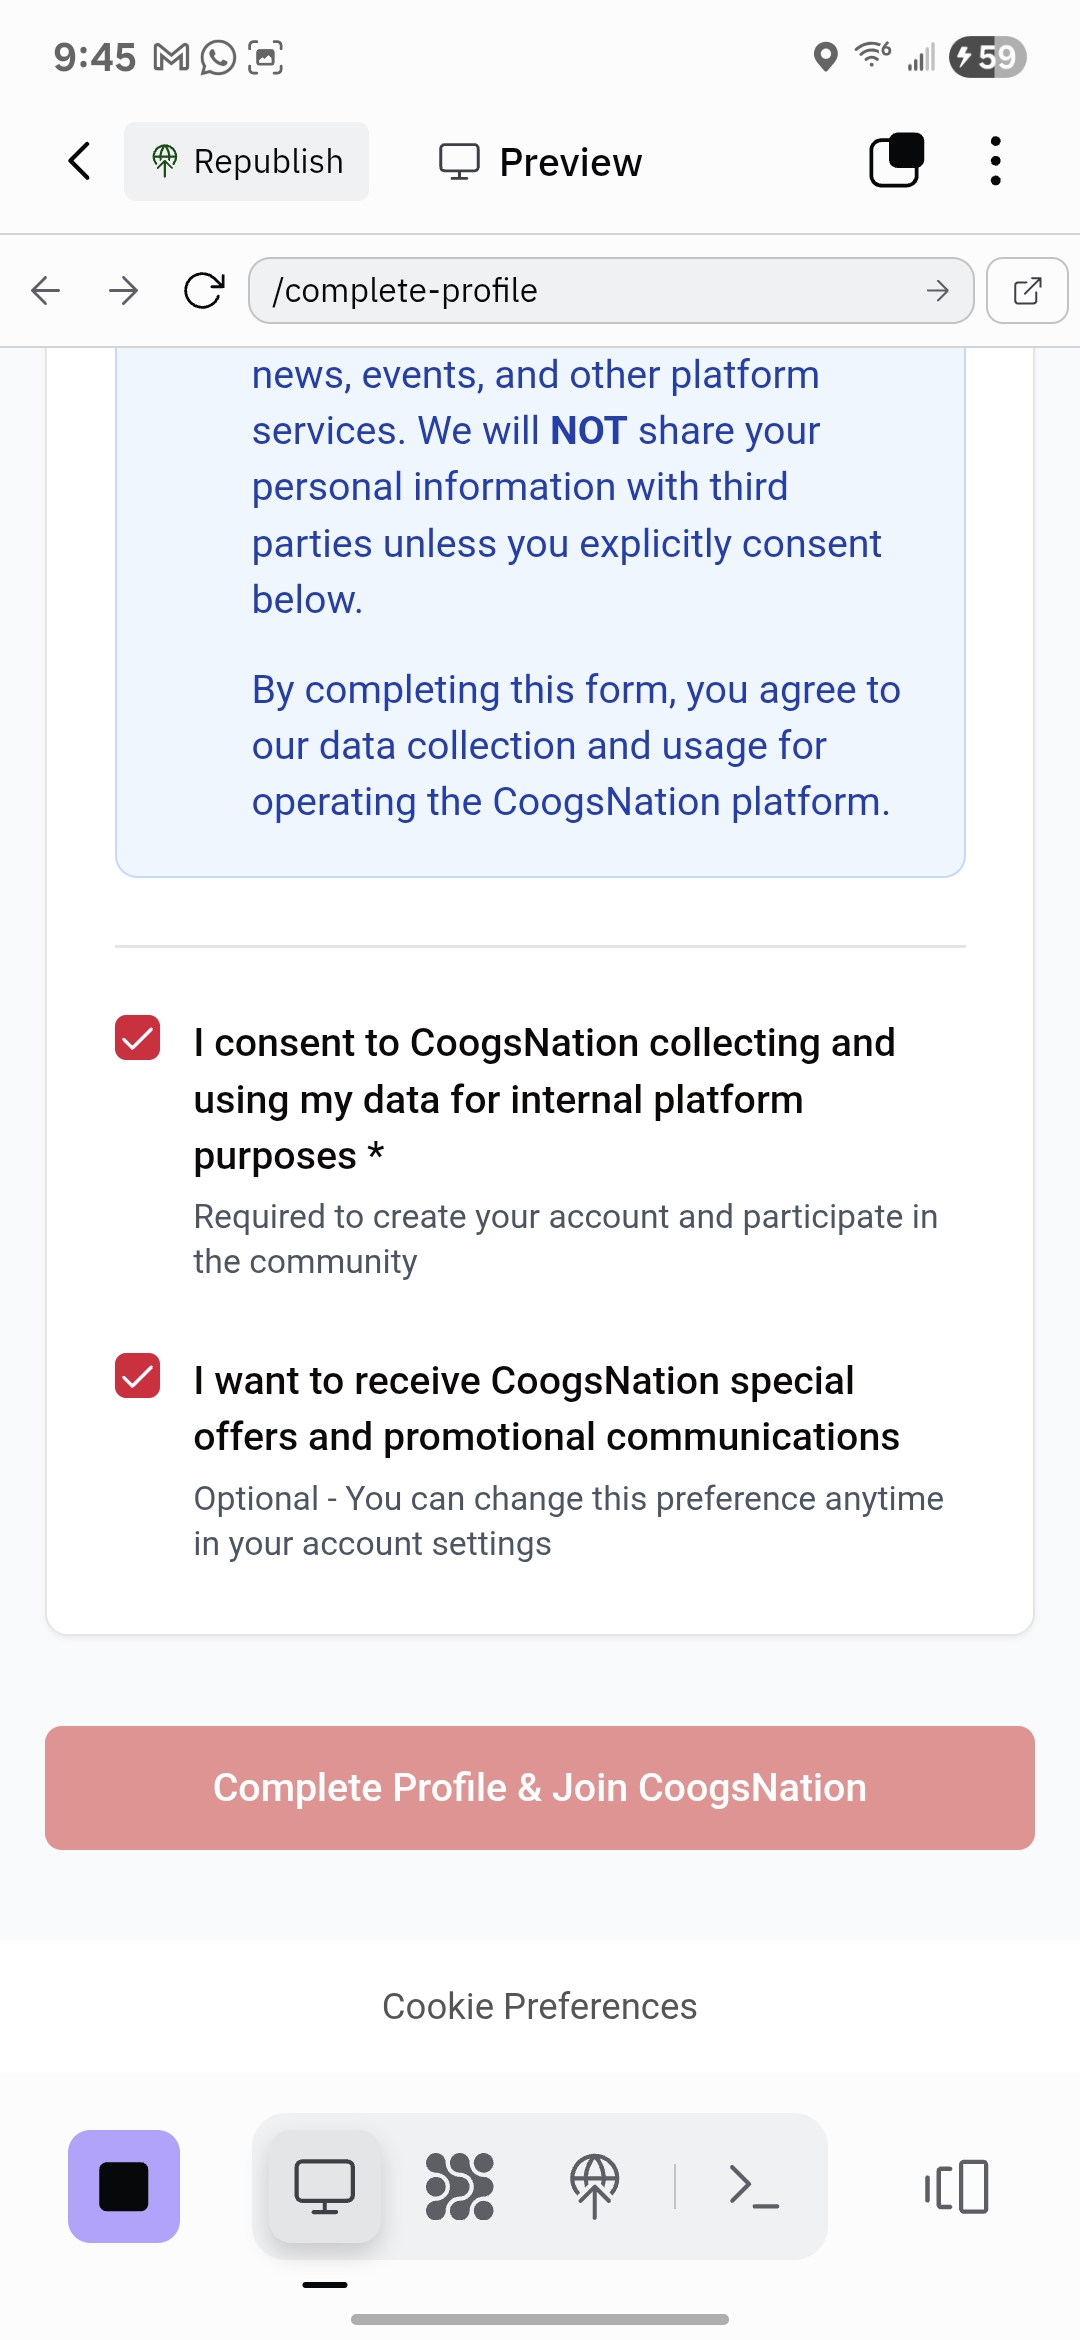 9:45
59
Republish
Preview
/complete-profile
news, events, and other platform
services. We will NOT share your
personal information with third
parties unless you explicitly consent
below.
By completing this form, you agree to
our data collection and usage for
operating the CoogsNation platform.
I consent to CoogsNation collecting and
using my data for internal platform
purposes *
Required to create your account and participate in
the community
I want to receive CoogsNation special
offers and promotional communications
Optional - You can change this preference anytime
in your account settings
Complete Profile & Join CoogsNation
Cookie Preferences